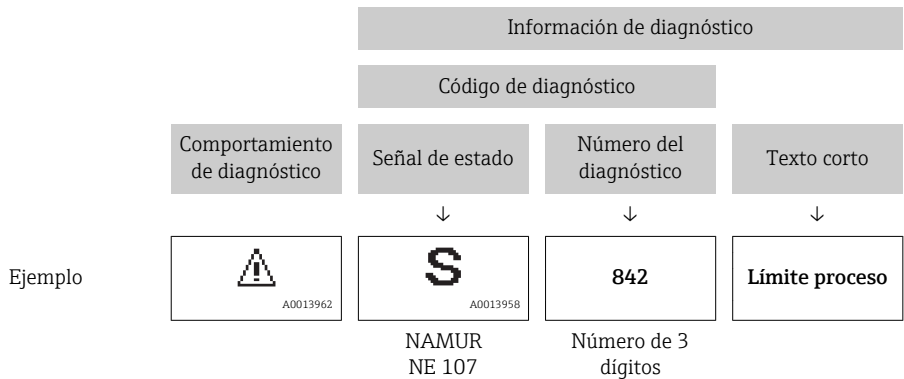 Información de diagnóstico
Código de diagnóstico
Comportamiento
de diagnóstico
Señal de estado
Número del
diagnóstico
Texto corto
↓
↓
↓
Ejemplo
A0013962
S
A0013958
842
Límite proceso
NAMUR
NE 107
Número de 3
dígitos